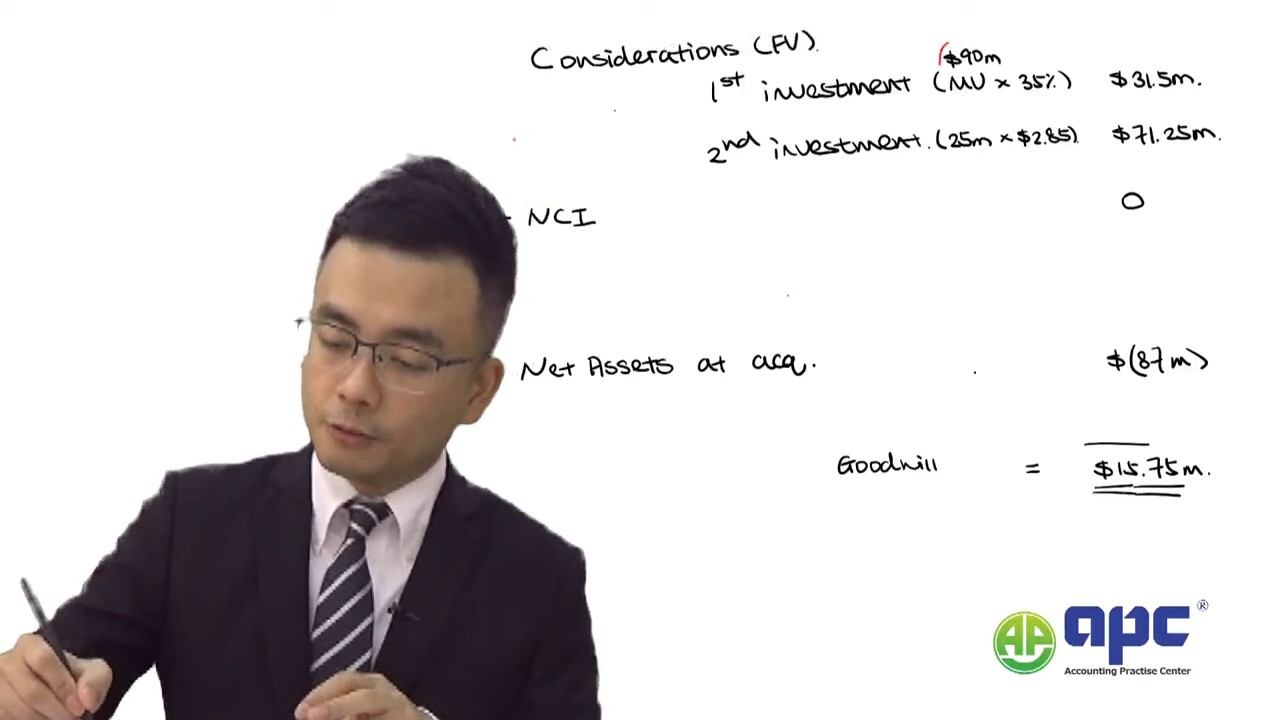 Considerations (FV).
$90m
1st investment (MV × 35%) $31.5m.
2nd investment. (25m × $2.85) $71.25m.
+ NCI 0
Net Assets at acq. $(87m)
Goodwill = $15.75m.
AP apc ®
Accounting Practise Center